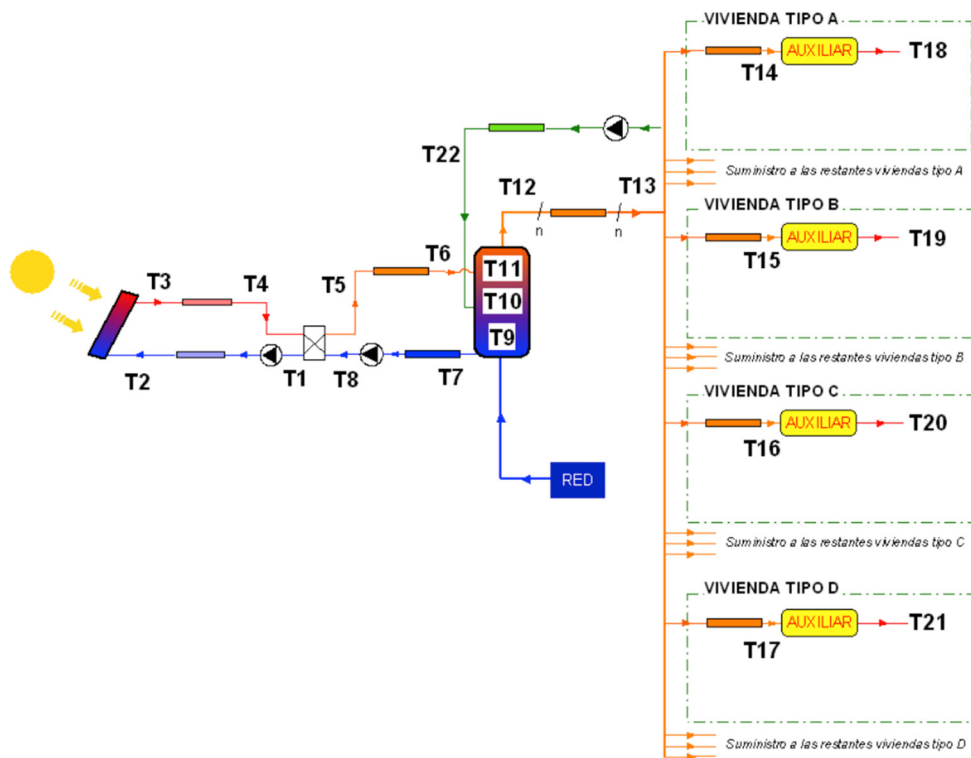 VIVIENDA TIPO A
AUXILIAR
T18
T14
Suministro a las restantes viviendas tipo A
T22
T12
T13
n
n
VIVIENDA TIPO B
AUXILIAR
T19
T15
Suministro a las restantes viviendas tipo B
T3
T4
T5
T6
T11
T10
T9
T2
T1
T8
T7
RED
VIVIENDA TIPO C
AUXILIAR
T20
T16
Suministro a las restantes viviendas tipo C
VIVIENDA TIPO D
AUXILIAR
T21
T17
Suministro a las restantes viviendas tipo D